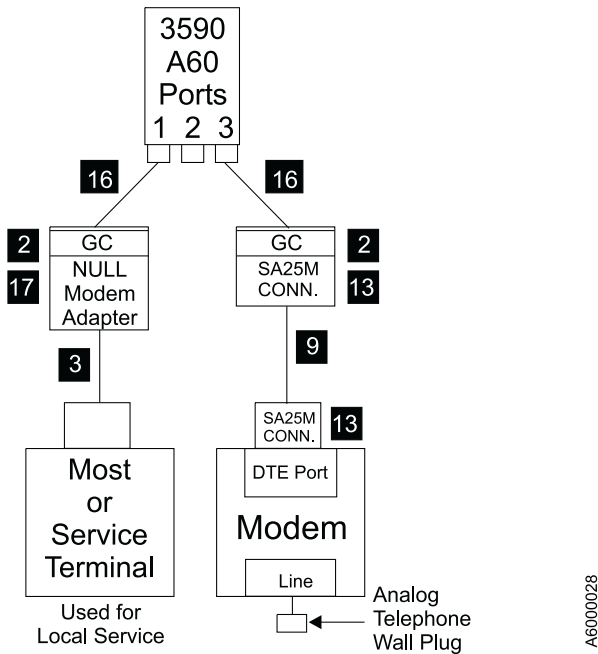 3590
A60
Ports
1 2 3
16
16
2
GC
GC
2
17
NULL
Modem
Adapter
SA25M
CONN.
13
3
9
SA25M
CONN.
13
Most
or
Service
Terminal
DTE Port
Modem
Line
Used for
Local Service
Analog
Telephone
Wall Plug
A6000028